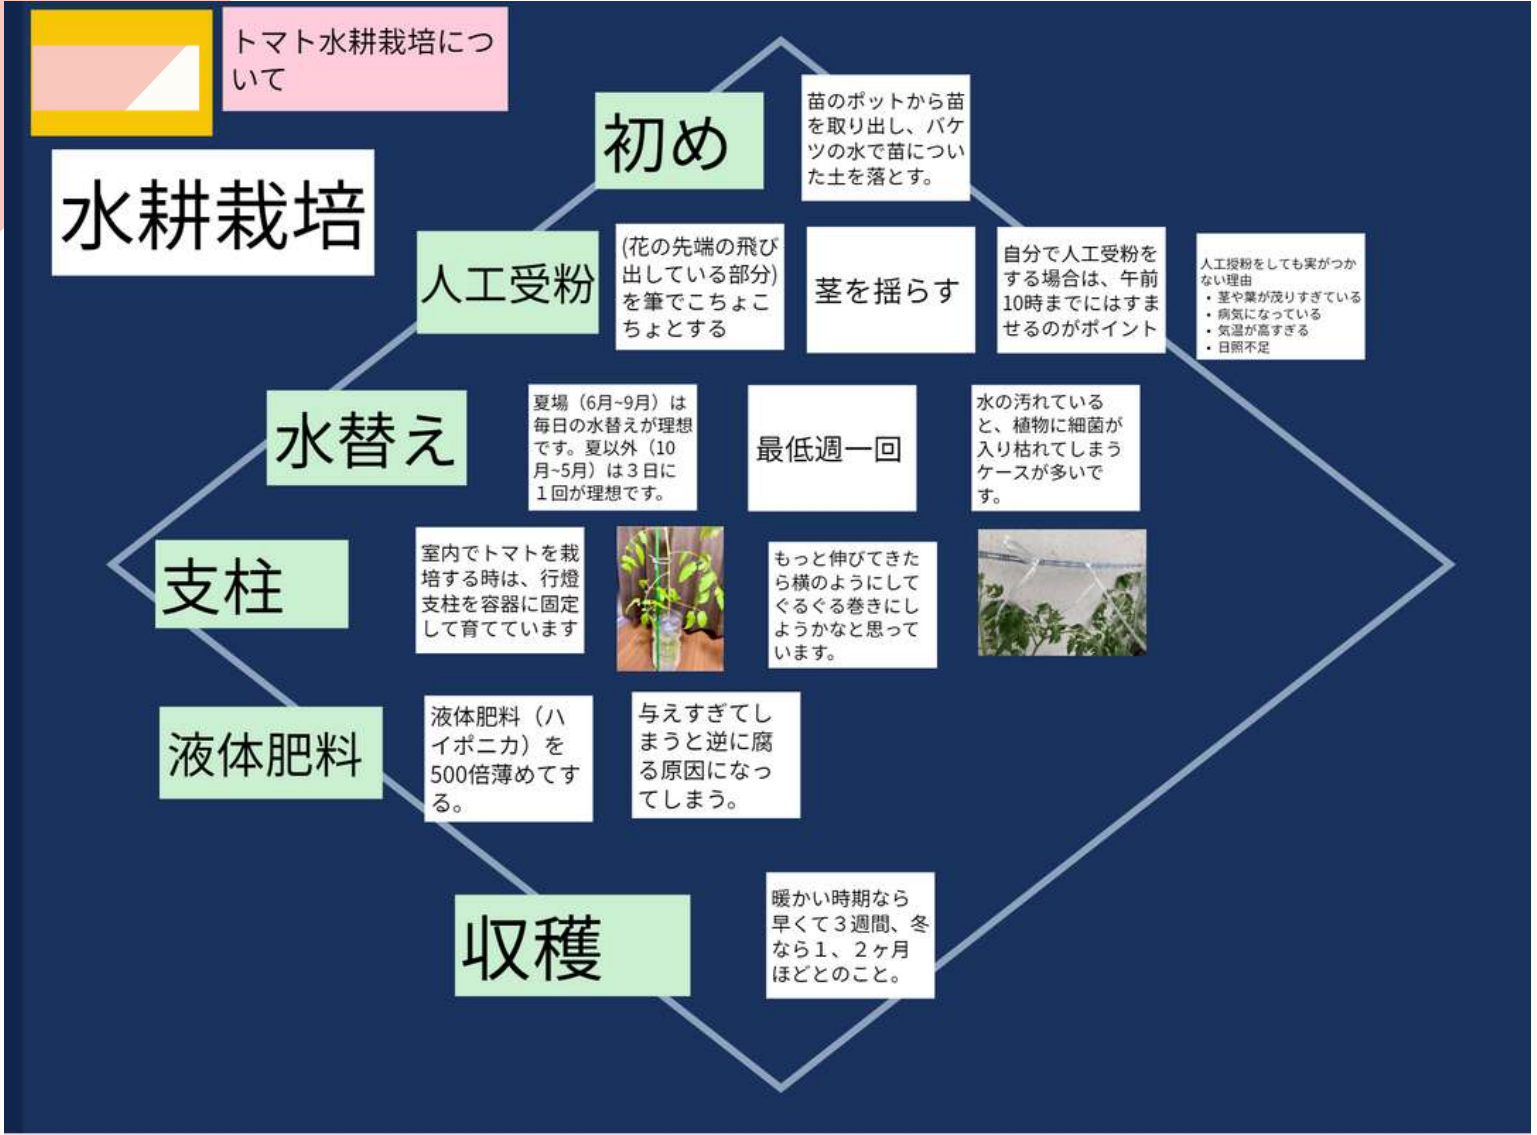 トマト水耕栽培につ
いて
水耕栽培
初め
苗のポットから苗
を取り出し、バケ
ツの水で苗につい
た土を落とす。
人工受粉
(花の先端の飛び
出している部分)
を筆でこちょこ
ちょとする
茎を揺らす
自分で人工受粉を
する場合は、午前
10時までにはすま
せるのがポイント
人工授粉をしても実がつか
ない理由
• 茎や葉が茂りすぎている
• 病気になっている
• 気温が高すぎる
• 日照不足
水替え
夏場（6月~9月）は
毎日の水替えが理想
です。夏以外（10
月~5月）は３日に
１回が理想です。
最低週一回
水の汚れている
と、植物に細菌が
入り枯れてしまう
ケースが多いで
す。
支柱
室内でトマトを栽
培する時は、行燈
支柱を容器に固定
して育てています
もっと伸びてきた
ら横のようにして
ぐるぐる巻きにし
ようかなと思って
います。
液体肥料
液体肥料（ハ
イポニカ）を
500倍薄めてす
る。
与えすぎてし
まうと逆に腐
る原因になっ
てしまう。
収穫
暖かい時期なら
早くて３週間、冬
なら１、２ヶ月
ほどとのこと。